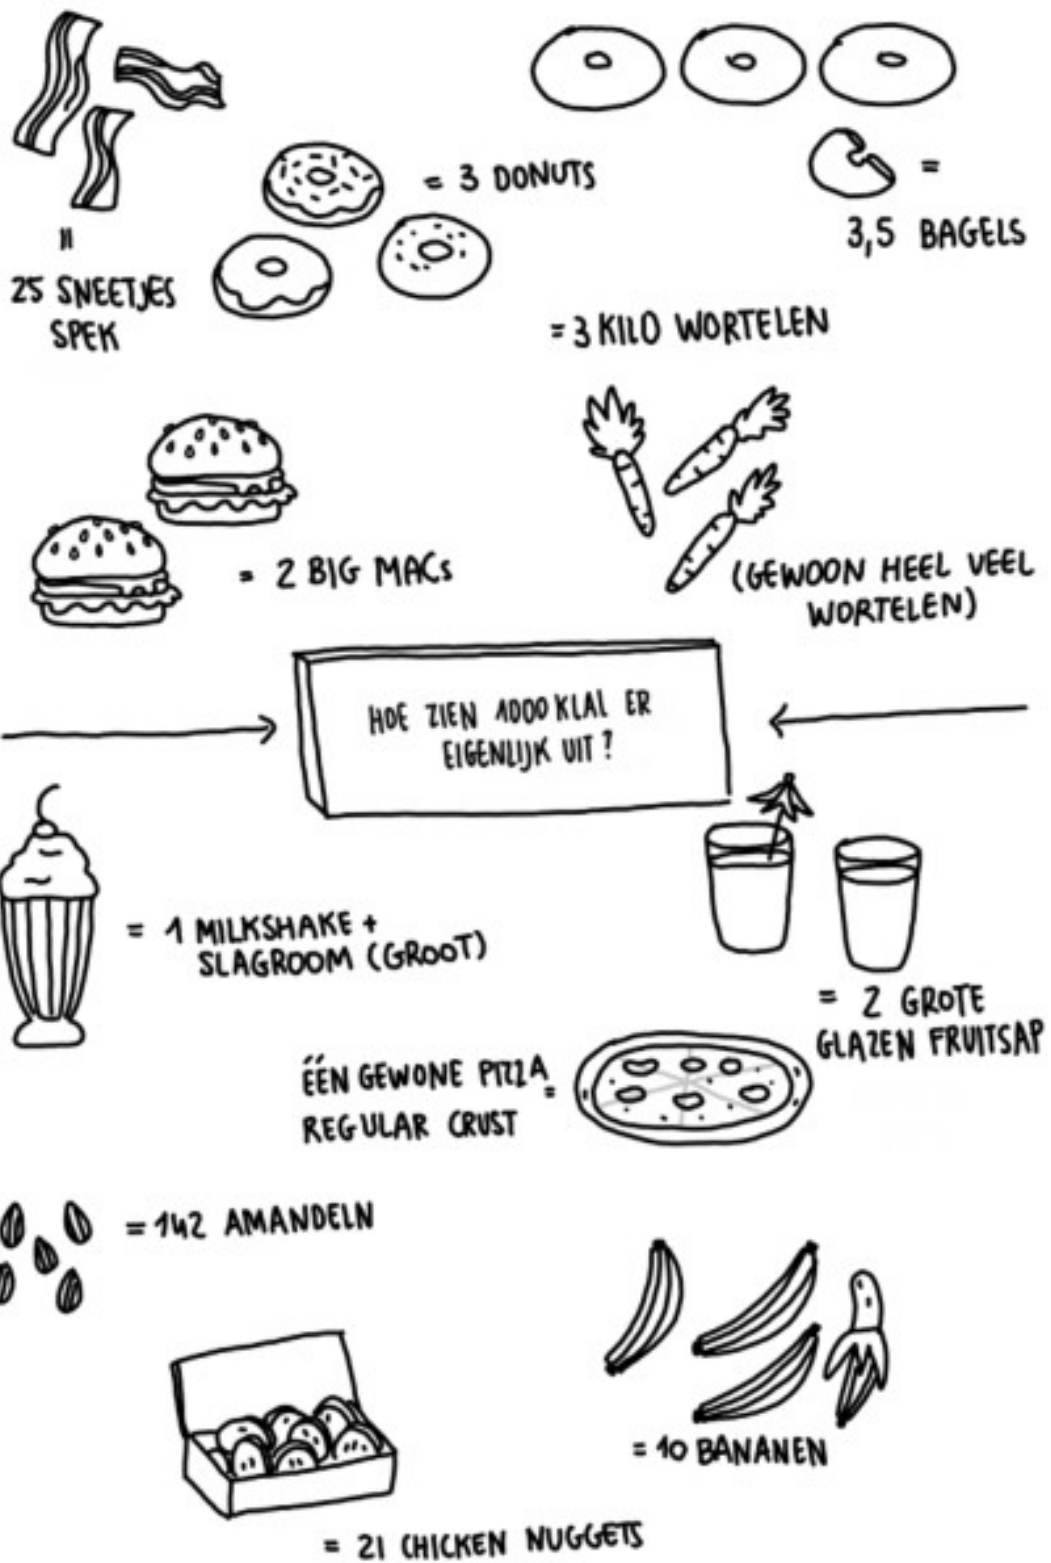 = 3 DONUTS
=
3,5 BAGELS
=
25 SNEETJES
SPEK
= 3 KILO WORTELEN
= 2 BIG MACs
(GEWOON HEEL VEEL
WORTELEN)
HOE ZIEN 1000 KLAL ER
EIGENLIJK UIT?
= 1 MILKSHAKE +
SLAGROOM (GROOT)
= 2 GROTE
GLAZEN FRUITSAP
ÉÉN GEWONE PIZZA =
REGULAR CRUST
= 142 AMANDELN
= 10 BANANEN
= 21 CHICKEN NUGGETS